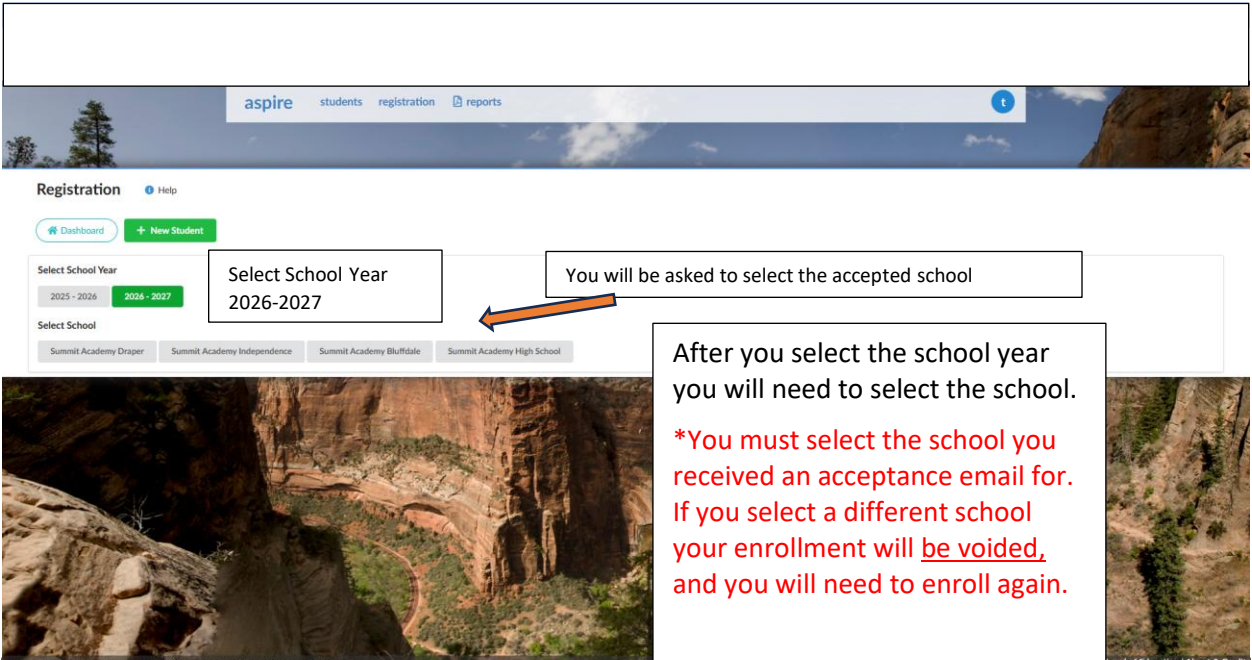 aspire students registration reports t
Registration Help
Dashboard + New Student
Select School Year
2025 - 2026 2026 - 2027
Select School Year
2026-2027
You will be asked to select the accepted school
Select School
Summit Academy Draper Summit Academy Independence Summit Academy Bluffdale Summit Academy High School
After you select the school year
you will need to select the school.
*You must select the school you
received an acceptance email for.
If you select a different school
your enrollment will be voided,
and you will need to enroll again.